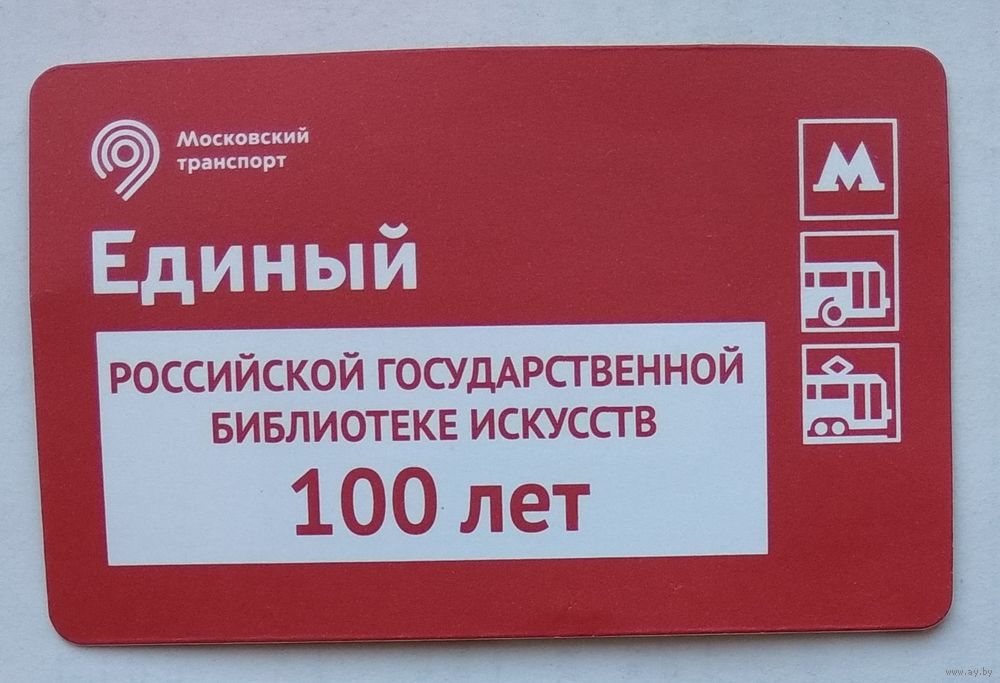 Московский
транспорт
М
Единый
РОССИЙСКОЙ ГОСУДАРСТВЕННОЙ
БИБЛИОТЕКЕ ИСКУССТВ
100 лет
www.ay.by